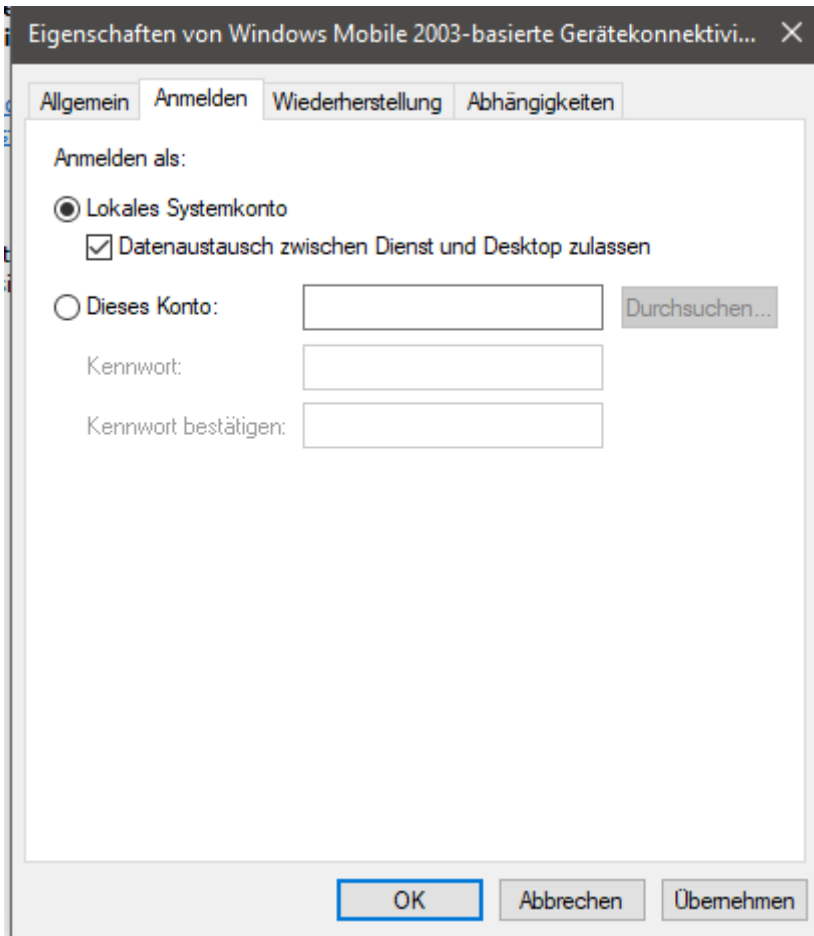 Eigenschaften von Windows Mobile 2003-basierte Gerätekonnektivi...
Allgemein Anmelden Wiederherstellung Abhängigkeiten
Anmelden als:
Lokales Systemkonto
Datenaustausch zwischen Dienst und Desktop zulassen
Dieses Konto: Durchsuchen...
Kennwort:
Kennwort bestätigen:
OK Abbrechen Übernehmen